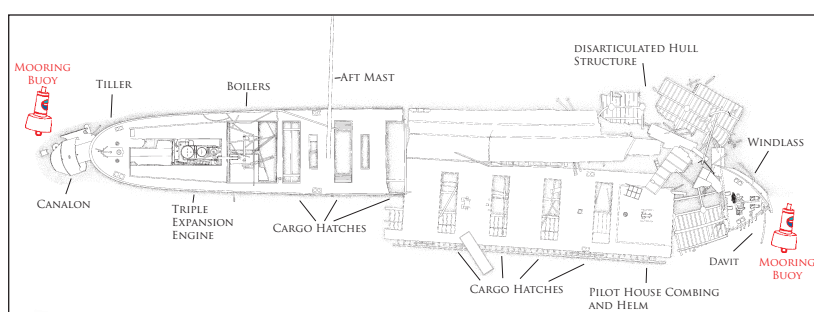 MOORING
BUOY
TILLER
BOILERS
AFT MAST
DISARTICULATED HULL
STRUCTURE
WINDLASS
CANALON
TRIPLE
EXPANSION
ENGINE
CARGO HATCHES
CARGO HATCHES
PILOT HOUSE COMBING
AND HELM
DAVIT
MOORING
BUOY